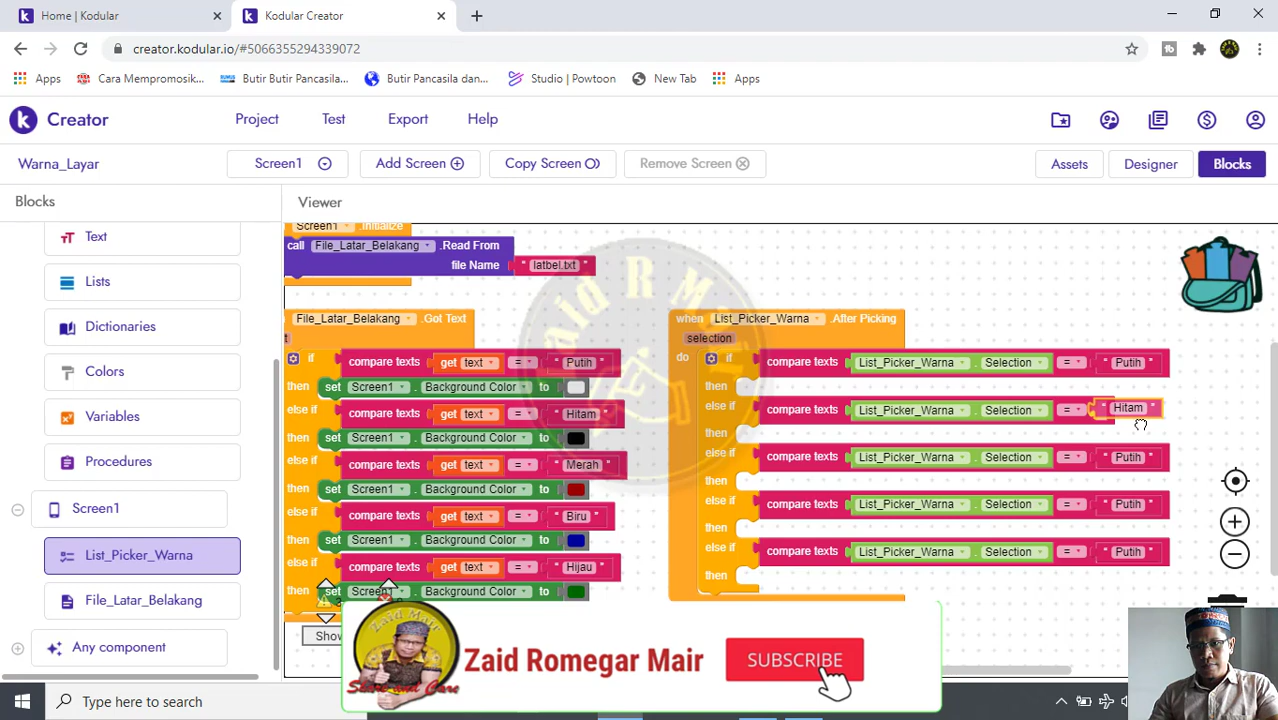 Home | Kodular
Kodular Creator
creator.kodular.io/#5066355294339072
Apps
Cara Mempromosik...
Butir Butir Pancasila...
Butir Pancasila dan...
Studio | Powtoon
New Tab
Apps
Creator
Project
Test
Export
Help
Warna_Layar
Screen1
Add Screen
Copy Screen
Remove Screen
Assets
Designer
Blocks
Blocks
Viewer
Text
Lists
Dictionaries
Colors
Variables
Procedures
Screen1
List_Picker_Warna
File_Latar_Belakang
Any component
Screen1 .Initialize
call File_Latar_Belakang .Read From
file Name " latbel.txt "
File_Latar_Belakang .Got Text
if compare texts get text = " Putih "
then set Screen1 . Background Color to
else if compare texts get text = " Hitam "
then set Screen1 . Background Color to
else if compare texts get text = " Merah "
then set Screen1 . Background Color to
else if compare texts get text = " Biru "
then set Screen1 . Background Color to
else if compare texts get text = " Hijau "
then set Screen1 . Background Color to
when List_Picker_Warna .After Picking
selection
do if compare texts List_Picker_Warna . Selection = " Putih "
then
else if compare texts List_Picker_Warna . Selection = " Hitam "
then
else if compare texts List_Picker_Warna . Selection = " Putih "
then
else if compare texts List_Picker_Warna . Selection = " Putih "
then
else if compare texts List_Picker_Warna . Selection = " Putih "
then
Zaid R M
Show
Zaid Mair
Share and Care
Zaid Romegar Mair
SUBSCRIBE
Type here to search